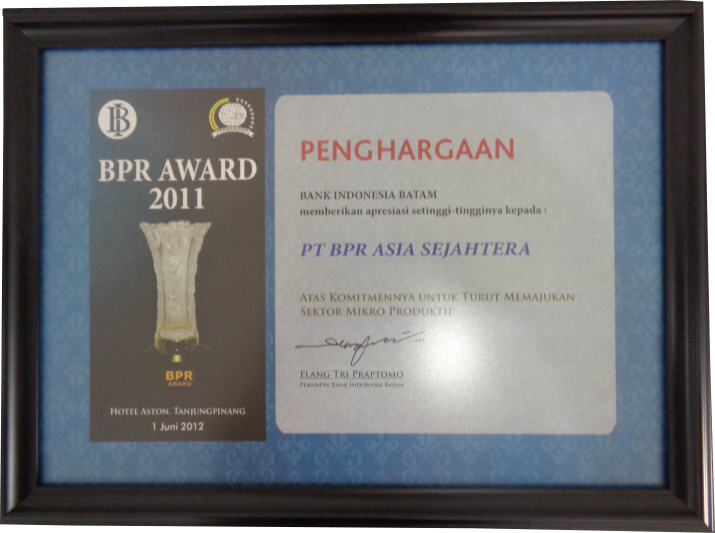 BI
BPR AWARD
2011
BPR
AWARD
HOTEL ASTON, TANJUNGPINANG
1 Juni 2012
PENGHARGAAN
BANK INDONESIA BATAM
memberikan apresiasi setinggi-tingginya kepada :
PT BPR ASIA SEJAHTERA
ATAS KOMITMENNYA UNTUK TURUT MEMAJUKAN
SEKTOR MIKRO PRODUKTIF
ELANG TRI PRAPTOMO
PEMIMPIN BANK INDONESIA BATAM